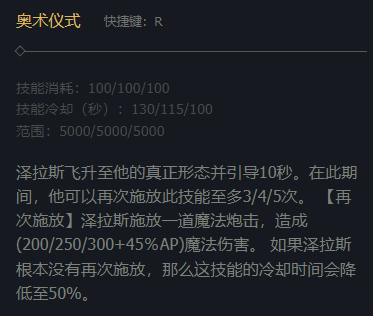 奥术仪式 快捷键：R
技能消耗：100/100/100
技能冷却（秒）：130/115/100
范围：5000/5000/5000
泽拉斯飞升至他的真正形态并引导10秒。在此期
间，他可以再次施放此技能至多3/4/5次。 【再
次施放】泽拉斯施放一道魔法炮击，造成
(200/250/300+45%AP)魔法伤害。 如果泽拉斯
根本没有再次施放，那么这技能的冷却时间会降
低至50%。